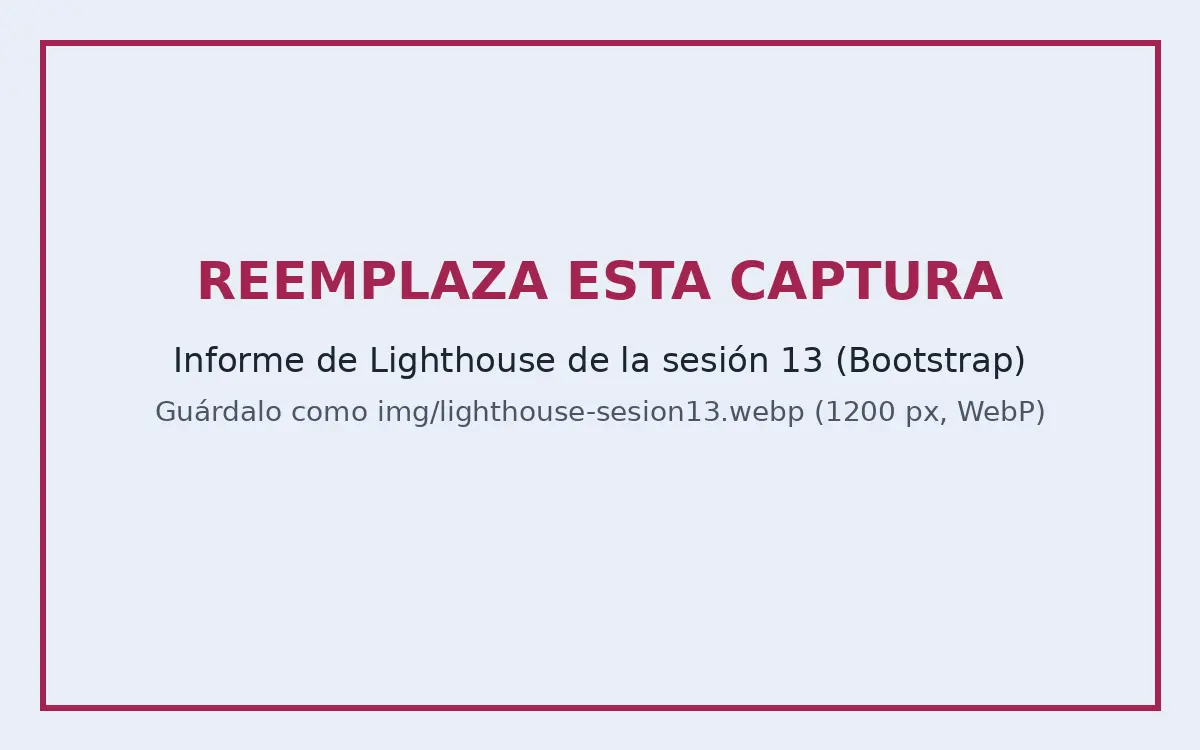 REEMPLAZA ESTA CAPTURA
Informe de Lighthouse de la sesión 13 (Bootstrap)
Guárdalo como img/lighthouse-sesion13.webp (1200 px, WebP)